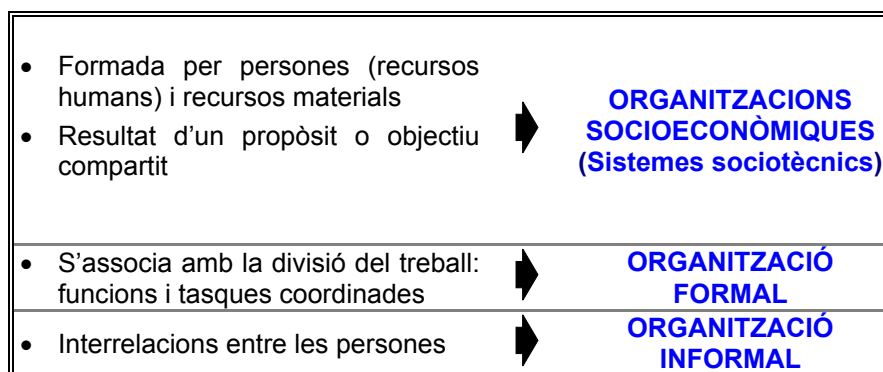 • Formada per persones (recursos
humans) i recursos materials
• Resultat d'un propòsit o objectiu
compartit
ORGANITZACIONS
SOCIOECONÒMIQUES
(Sistemes sociotècnics)
• S'associa amb la divisió del treball:
funcions i tasques coordinades
ORGANITZACIÓ
FORMAL
• Interrelacions entre les persones
ORGANITZACIÓ
INFORMAL